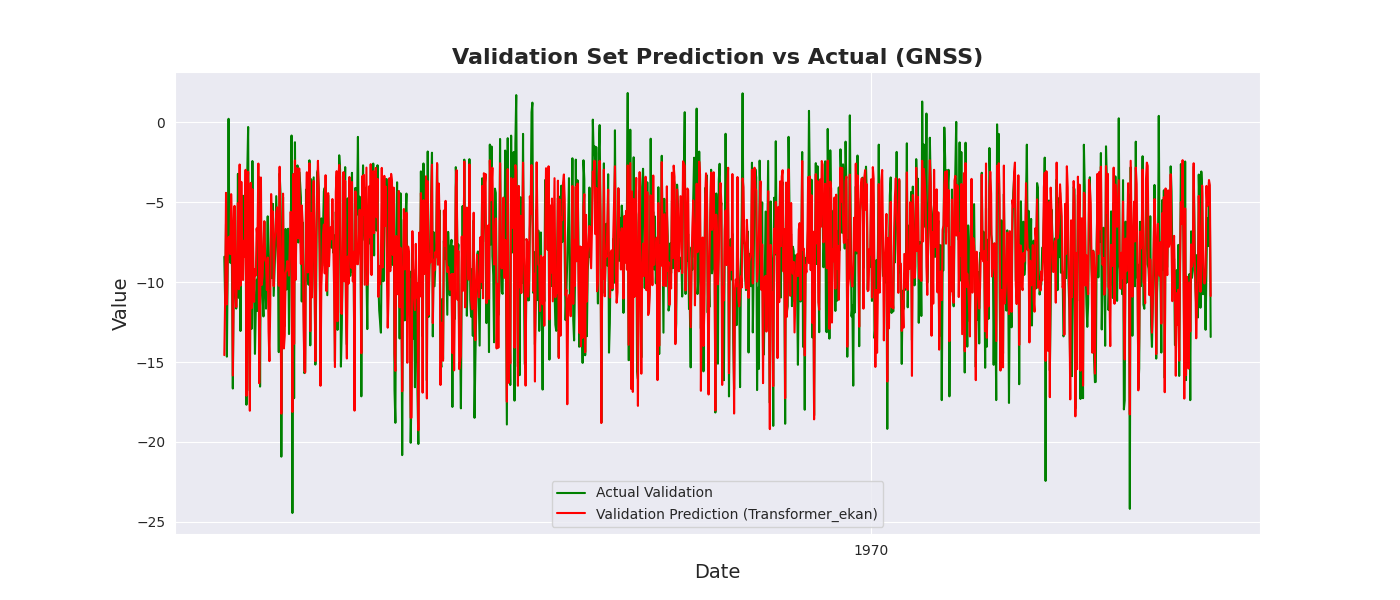 Validation Set Prediction vs Actual (GNSS)
Value
0
−5
−10
−15
−20
−25
Actual Validation
Validation Prediction (Transformer_ekan)
1970
Date